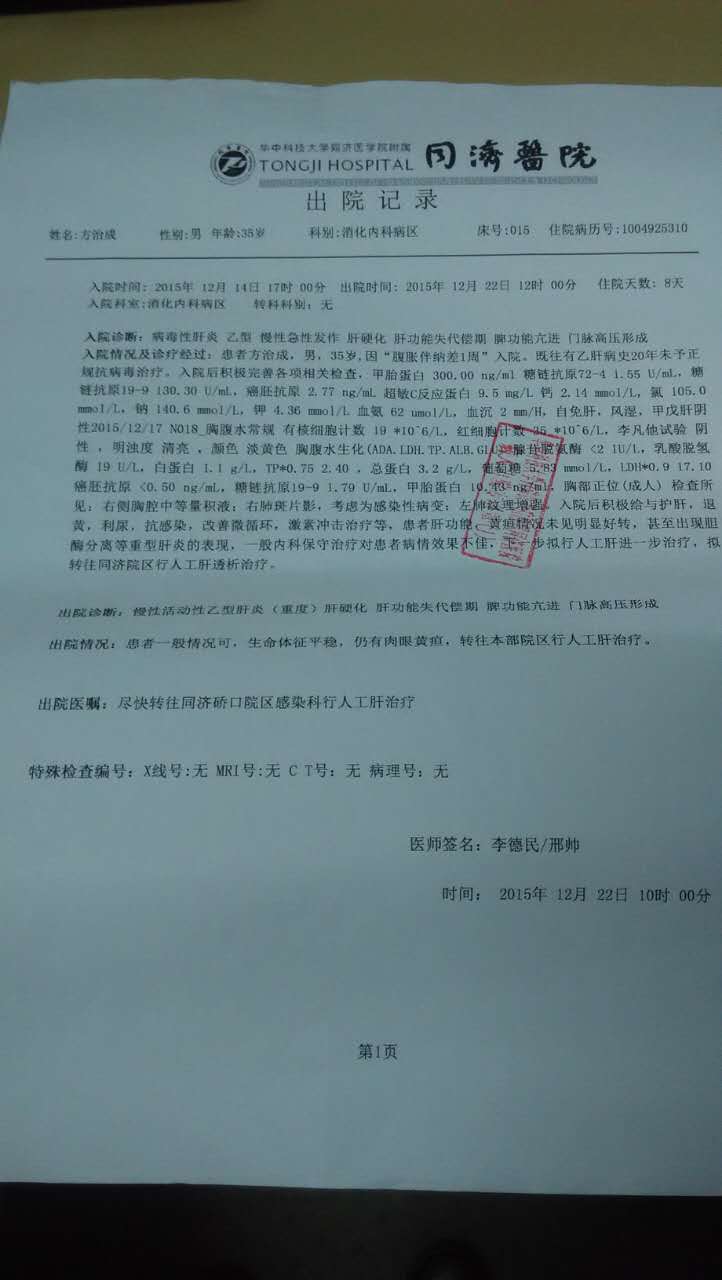 华中科技大学同济医学院附属
TONGJI HOSPITAL 同濟醫院
出院记录
姓名:方治成 性别:男 年龄:35岁 科别:消化内科病区 床号:015 住院病历号:1004925310
入院时间: 2015年 12月 14日 17时 00分 出院时间: 2015年 12月 22日 12时 00分 住院天数: 8天
入院科室:消化内科病区 转科科别: 无
入院诊断: 病毒性肝炎 乙型 慢性急性发作 肝硬化 肝功能失代偿期 脾功能亢进 门脉高压形成
入院情况及诊疗经过: 患者方治成, 男, 35岁,因“腹胀伴纳差1周”入院。既往有乙肝病史20年未予正
规抗病毒治疗。入院后积极完善各项相关检查, 甲胎蛋白 300.00 ng/ml 糖链抗原72-4 1.55 U/mL, 糖
链抗原19-9 130.30 U/mL, 癌胚抗原 2.77 ng/mL 超敏C反应蛋白 9.5 mg/L 钙 2.14 mmol/L, 氯 105.0
mmol/L, 钠 140.6 mmol/L, 钾 4.36 mmol/L 血氨 62 umol/L, 血沉 2 mm/H, 自免肝, 风湿, 甲戊肝阴
性2015/12/17 NO18_胸腹水常规 有核细胞计数 19 *10^6/L, 红细胞计数 35 *10^6/L, 李凡他试验 阴
性 , 明浊度 清亮 , 颜色 淡黄色 胸腹水生化(ADA.LDH.TP.ALB.GLU) 腺苷脱氨酶 <2 IU/L, 乳酸脱氢
酶 19 U/L, 白蛋白 1.1 g/L, TP*0.75 2.40 , 总蛋白 3.2 g/L, 葡萄糖 5.83 mmol/L, LDH*0.9 17.10
癌胚抗原 <0.50 ng/mL, 糖链抗原19-9 1.79 U/mL, 甲胎蛋白 ng/ml, 胸部正位(成人) 检查所
见: 右侧胸腔中等量积液; 右肺斑片影, 考虑为感染性病变; 左肺纹理增强。入院后积极给与护肝, 退
黄, 利尿, 抗感染, 改善微循环, 激素冲击治疗等, 患者肝功能、黄疸情况未见明显好转, 甚至出现胆
酶分离等重型肝炎的表现, 一般内科保守治疗对患者病情效果不佳, 步拟行人工肝进一步治疗, 拟
转往同济院区行人工肝透析治疗。
出院诊断: 慢性活动性乙型肝炎 (重度) 肝硬化 肝功能失代偿期 脾功能亢进 门脉高压形成
出院情况: 患者一般情况可, 生命体征平稳, 仍有肉眼黄疸, 转往本部院区行人工肝治疗。
出院医嘱: 尽快转往同济硚口院区感染科行人工肝治疗
特殊检查编号: X线号:无 MRI号:无 C T号: 无 病理号: 无
医师签名: 李德民/邢帅
时间: 2015年 12月 22日 10时 00分
第1页